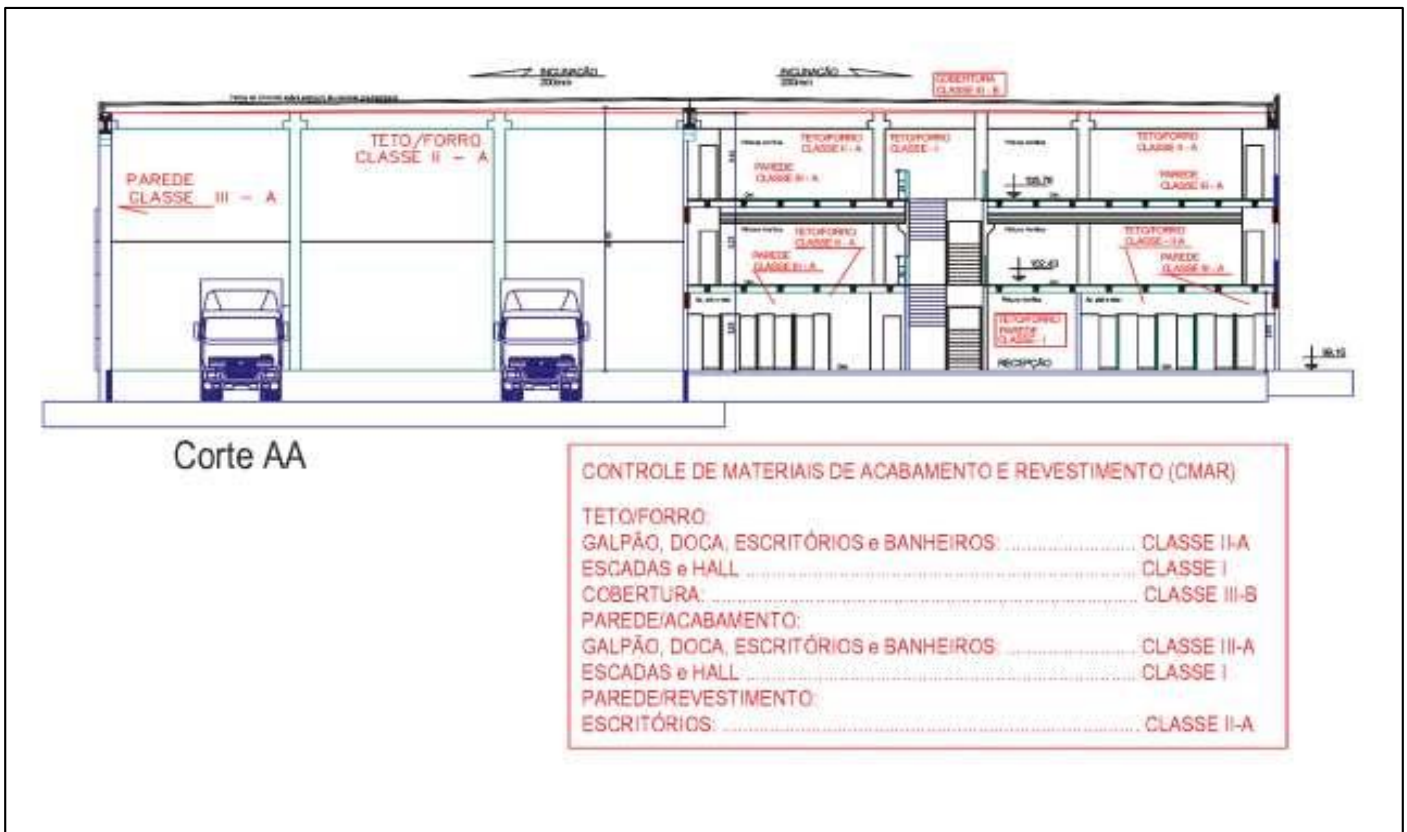 INCLINAÇÃO
INCLINAÇÃO
COBERTURA
CLASSE III - B
TETO/FORRO
CLASSE II - A
PAREDE
CLASSE III - A
TETO/FORRO
CLASSE II - A
TETO/FORRO
CLASSE - I
TETO/FORRO
CLASSE II - A
PAREDE
CLASSE III - A
PAREDE
CLASSE III - A
TETO/FORRO
CLASSE II - A
TETO/FORRO
CLASSE - II A
PAREDE
CLASSE III - A
PAREDE
CLASSE III - A
102.43
TETO/FORRO
PAREDE
CLASSE - I
RECEPÇÃO
99.15
Corte AA
CONTROLE DE MATERIAIS DE ACABAMENTO E REVESTIMENTO (CMAR)
TETO/FORRO:
GALPÃO, DOCA, ESCRITÓRIOS e BANHEIROS: ........................ CLASSE II-A
ESCADAS e HALL ........................ CLASSE I
COBERTURA: ........................ CLASSE III-B
PAREDE/ACABAMENTO:
GALPÃO, DOCA, ESCRITÓRIOS e BANHEIROS: ........................ CLASSE III-A
ESCADAS e HALL ........................ CLASSE I
PAREDE/REVESTIMENTO:
ESCRITÓRIOS: ........................ CLASSE II-A